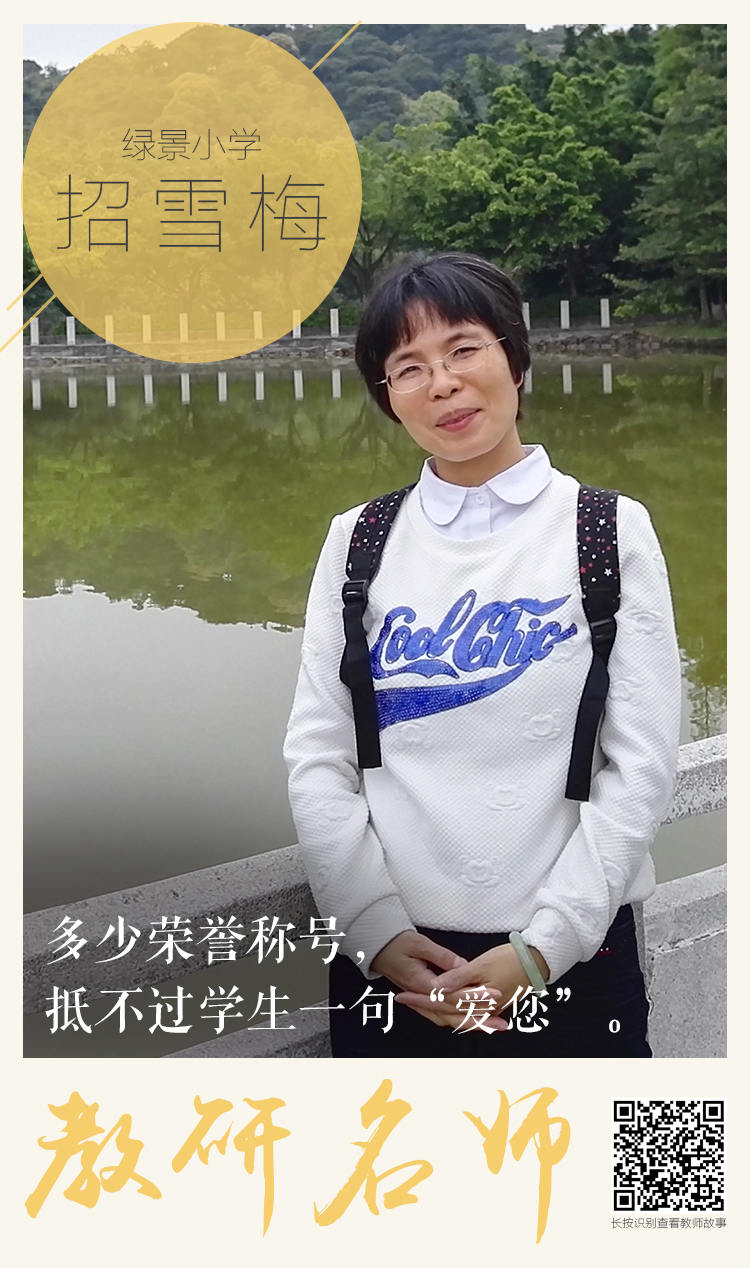 绿景小学
招雪梅
Cool Chic
多少荣誉称号，
抵不过学生一句“爱您”。
教研名师
长按识别查看教师故事